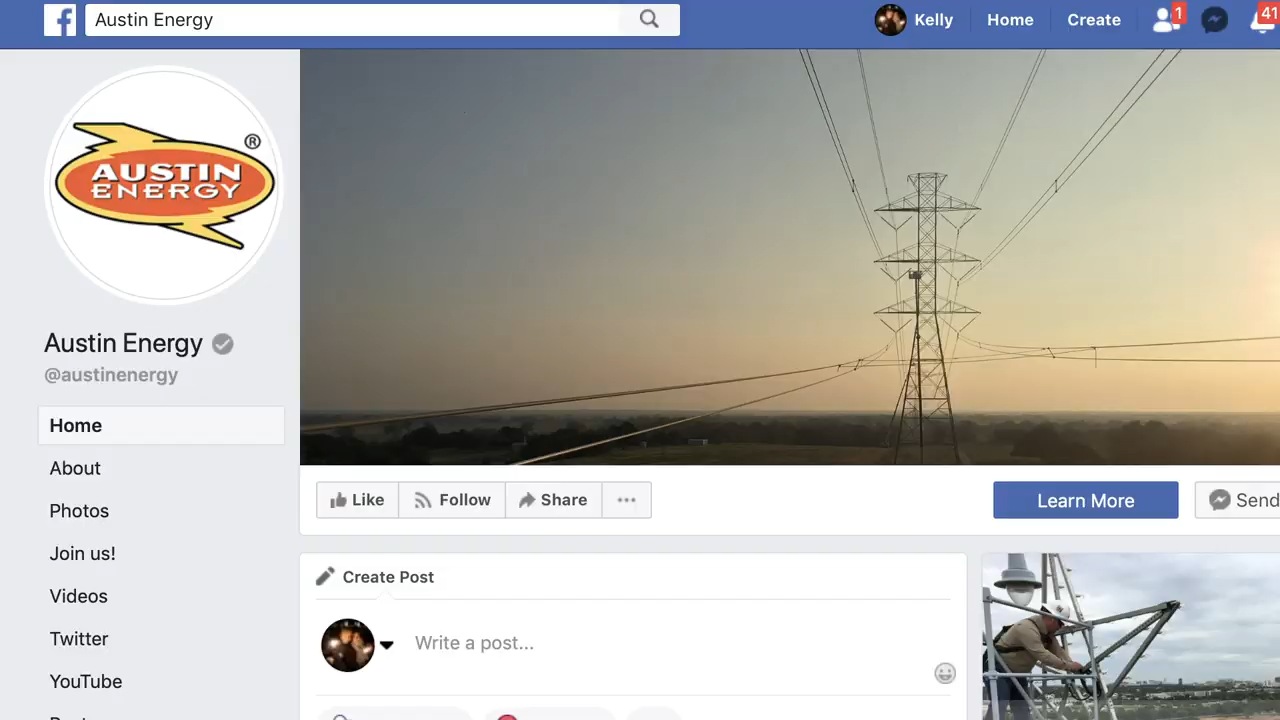 Austin Energy
Kelly
Home
Create
1
41
AUSTIN
ENERGY
®
Austin Energy
@austinenergy
Home
About
Photos
Join us!
Videos
Twitter
YouTube
Like
Follow
Share
Learn More
Send
Create Post
Write a post...